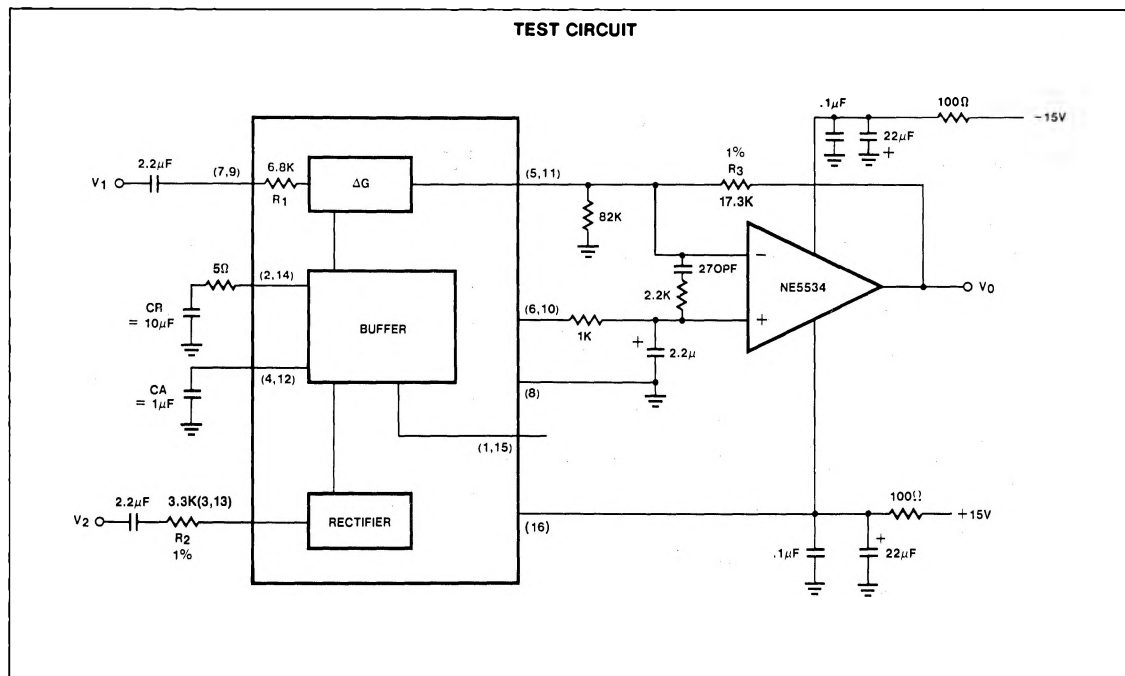 TEST CIRCUIT
.1µF
100Ω
-15V
22µF
+
2.2µF
V1
(7,9)
6.8K
R1
ΔG
(5,11)
1%
R3
17.3K
82K
270PF
2.2K
-
+
NE5534
VO
5Ω
(2,14)
CR
= 10µF
BUFFER
(6,10)
1K
+
2.2µ
(4,12)
CA
= 1µF
(8)
(1,15)
2.2µF
3.3K(3,13)
V2
R2
1%
RECTIFIER
(16)
100Ω
+15V
.1µF
+
22µF